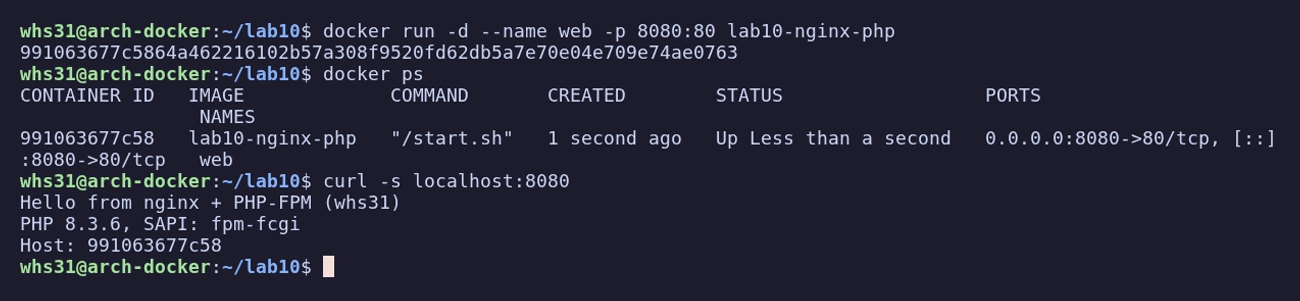 whs31@arch-docker:~/lab10$ docker run -d --name web -p 8080:80 lab10-nginx-php
991063677c5864a462216102b57a308f9520fd62db5a7e70e04e709e74ae0763
whs31@arch-docker:~/lab10$ docker ps
CONTAINER ID   IMAGE             COMMAND       CREATED        STATUS                  PORTS
                NAMES
991063677c58   lab10-nginx-php   "/start.sh"   1 second ago   Up Less than a second   0.0.0.0:8080->80/tcp, [::]
:8080->80/tcp   web
whs31@arch-docker:~/lab10$ curl -s localhost:8080
Hello from nginx + PHP-FPM (whs31)
PHP 8.3.6, SAPI: fpm-fcgi
Host: 991063677c58
whs31@arch-docker:~/lab10$